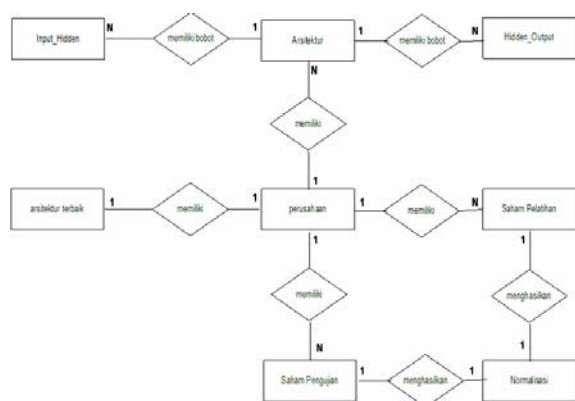 Input_Hidden N memiliki bobot 1 Arsitektur 1 memiliki bobot N Hidden_Output
N
memiliki
1
arsitektur terbaik 1 memiliki 1 perusahaan 1 memiliki N Saham Pelatihan
1 1
memiliki menghasilkan
N 1
Saham Pengujian 1 menghasilkan 1 Normalisasi